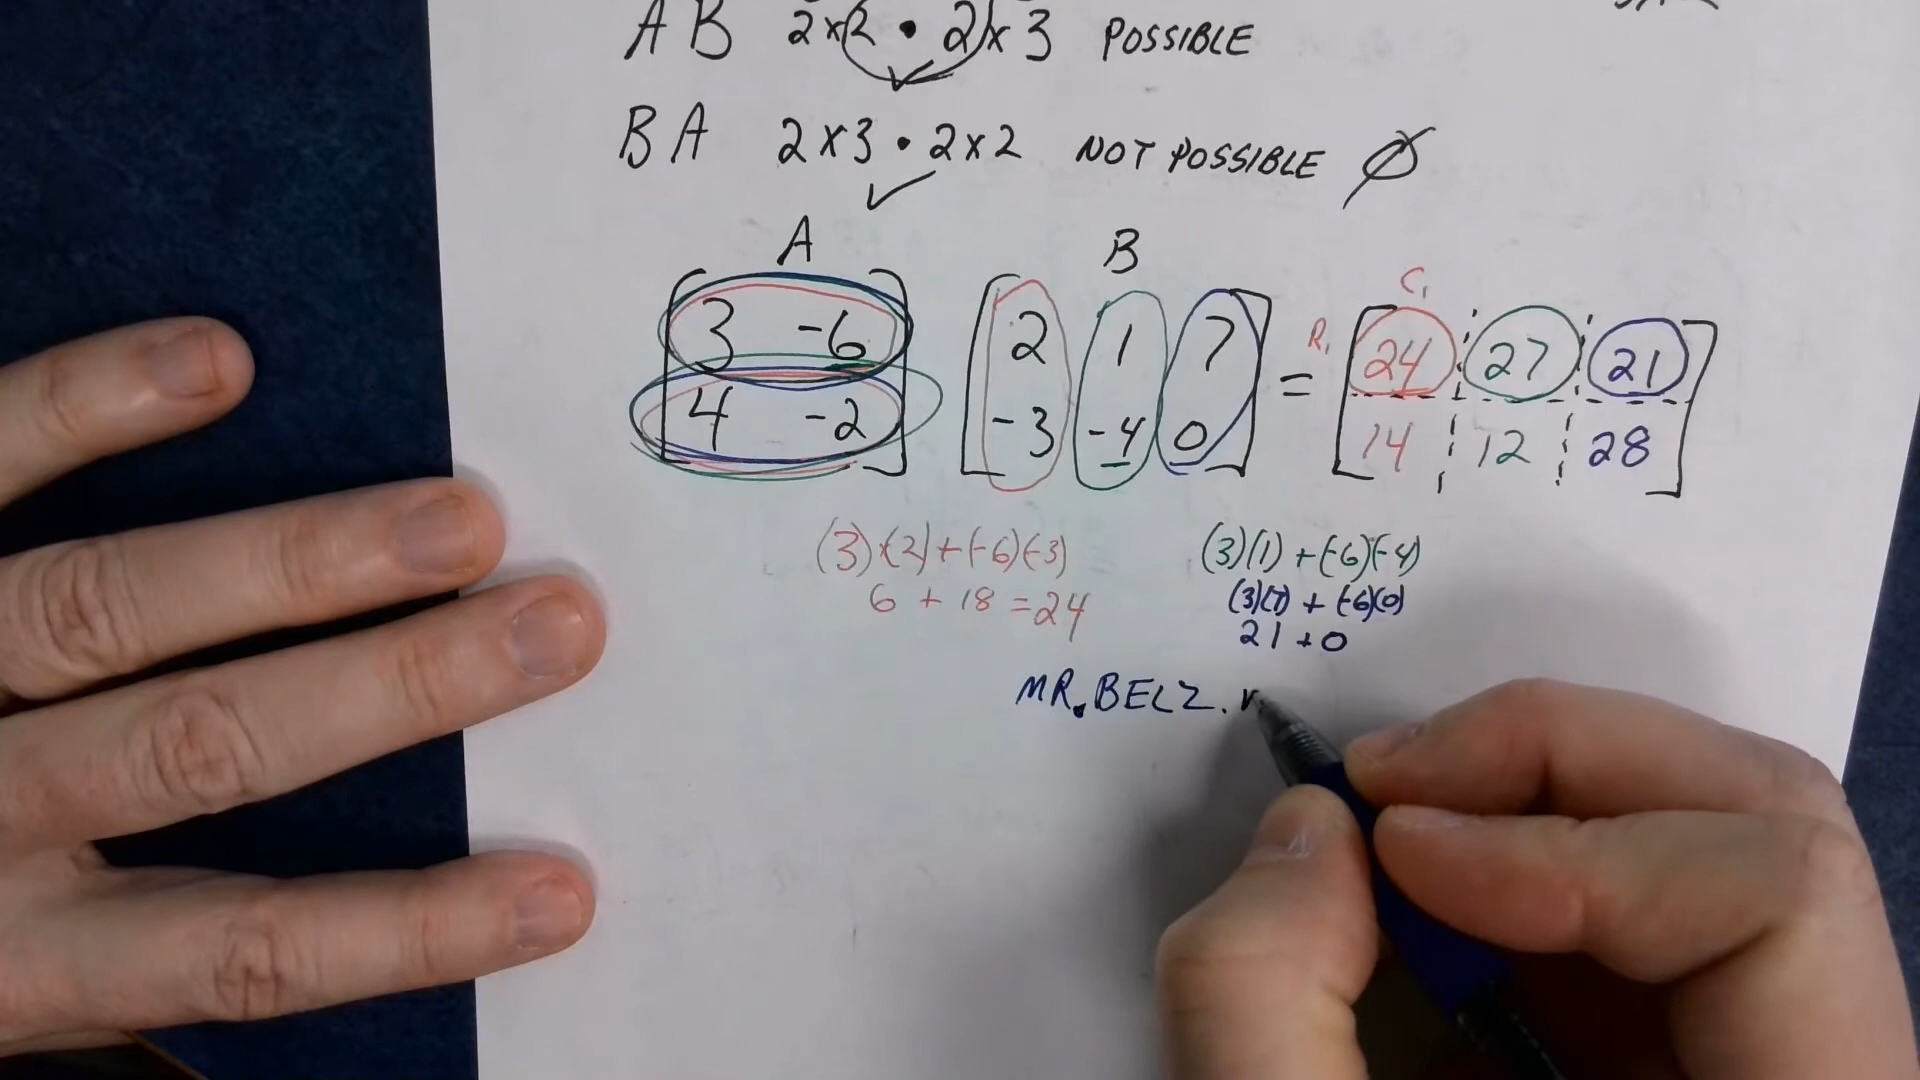 A B 2x2 • 2x3 POSSIBLE
B A 2x3 • 2x2 NOT POSSIBLE ∅
A B
C1
3 -6 2 1 7 = R1 24 27 21
4 -2 -3 -4 0 14 12 28
(3)·(2)+(-6)(-3) (3)(1)+(-6)(-4)
6 + 18 = 24 (3)(7) + (-6)(0)
21 + 0
MR.BELZ.